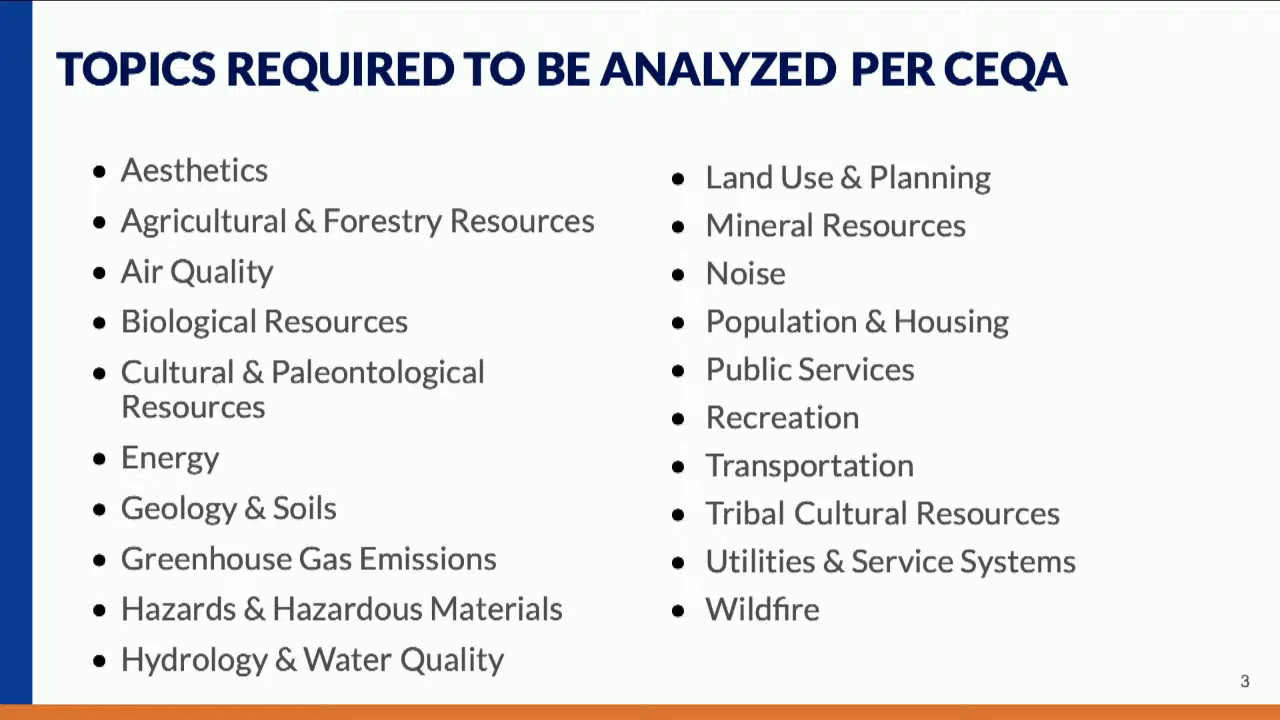 TOPICS REQUIRED TO BE ANALYZED PER CEQA
Aesthetics
Agricultural & Forestry Resources
Air Quality
Biological Resources
Cultural & Paleontological
Resources
Energy
Geology & Soils
Greenhouse Gas Emissions
Hazards & Hazardous Materials
Hydrology & Water Quality
Land Use & Planning
Mineral Resources
Noise
Population & Housing
Public Services
Recreation
Transportation
Tribal Cultural Resources
Utilities & Service Systems
Wildfire
3